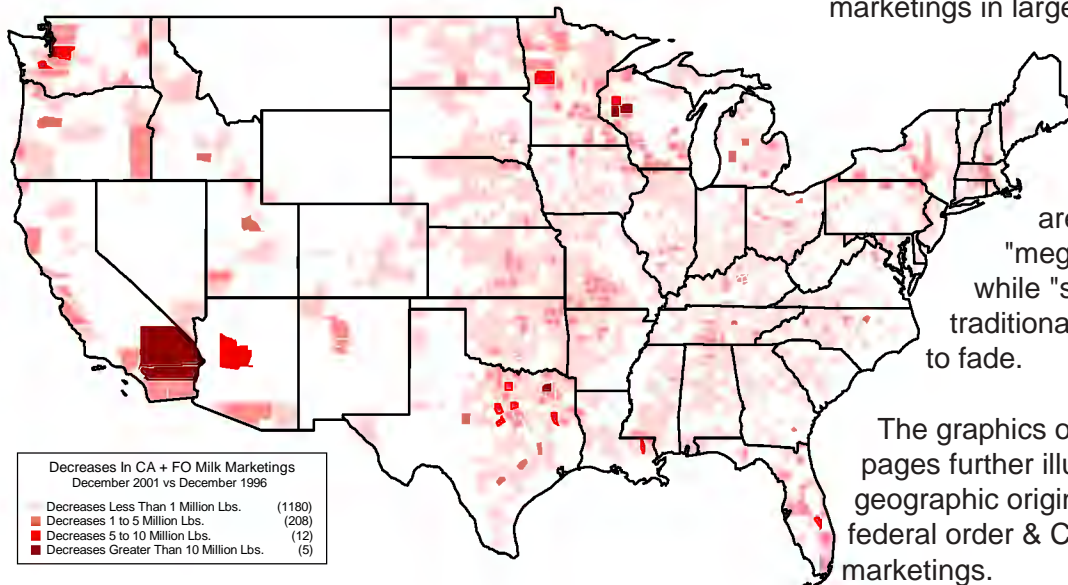 marketings in large
are
"meg
while "s
traditiona
to fade.
The graphics o
pages further illu
geographic origin
federal order & C
marketings.
Decreases In CA + FO Milk Marketings
December 2001 vs December 1996
Decreases Less Than 1 Million Lbs. (1180)
Decreases 1 to 5 Million Lbs. (208)
Decreases 5 to 10 Million Lbs. (12)
Decreases Greater Than 10 Million Lbs. (5)